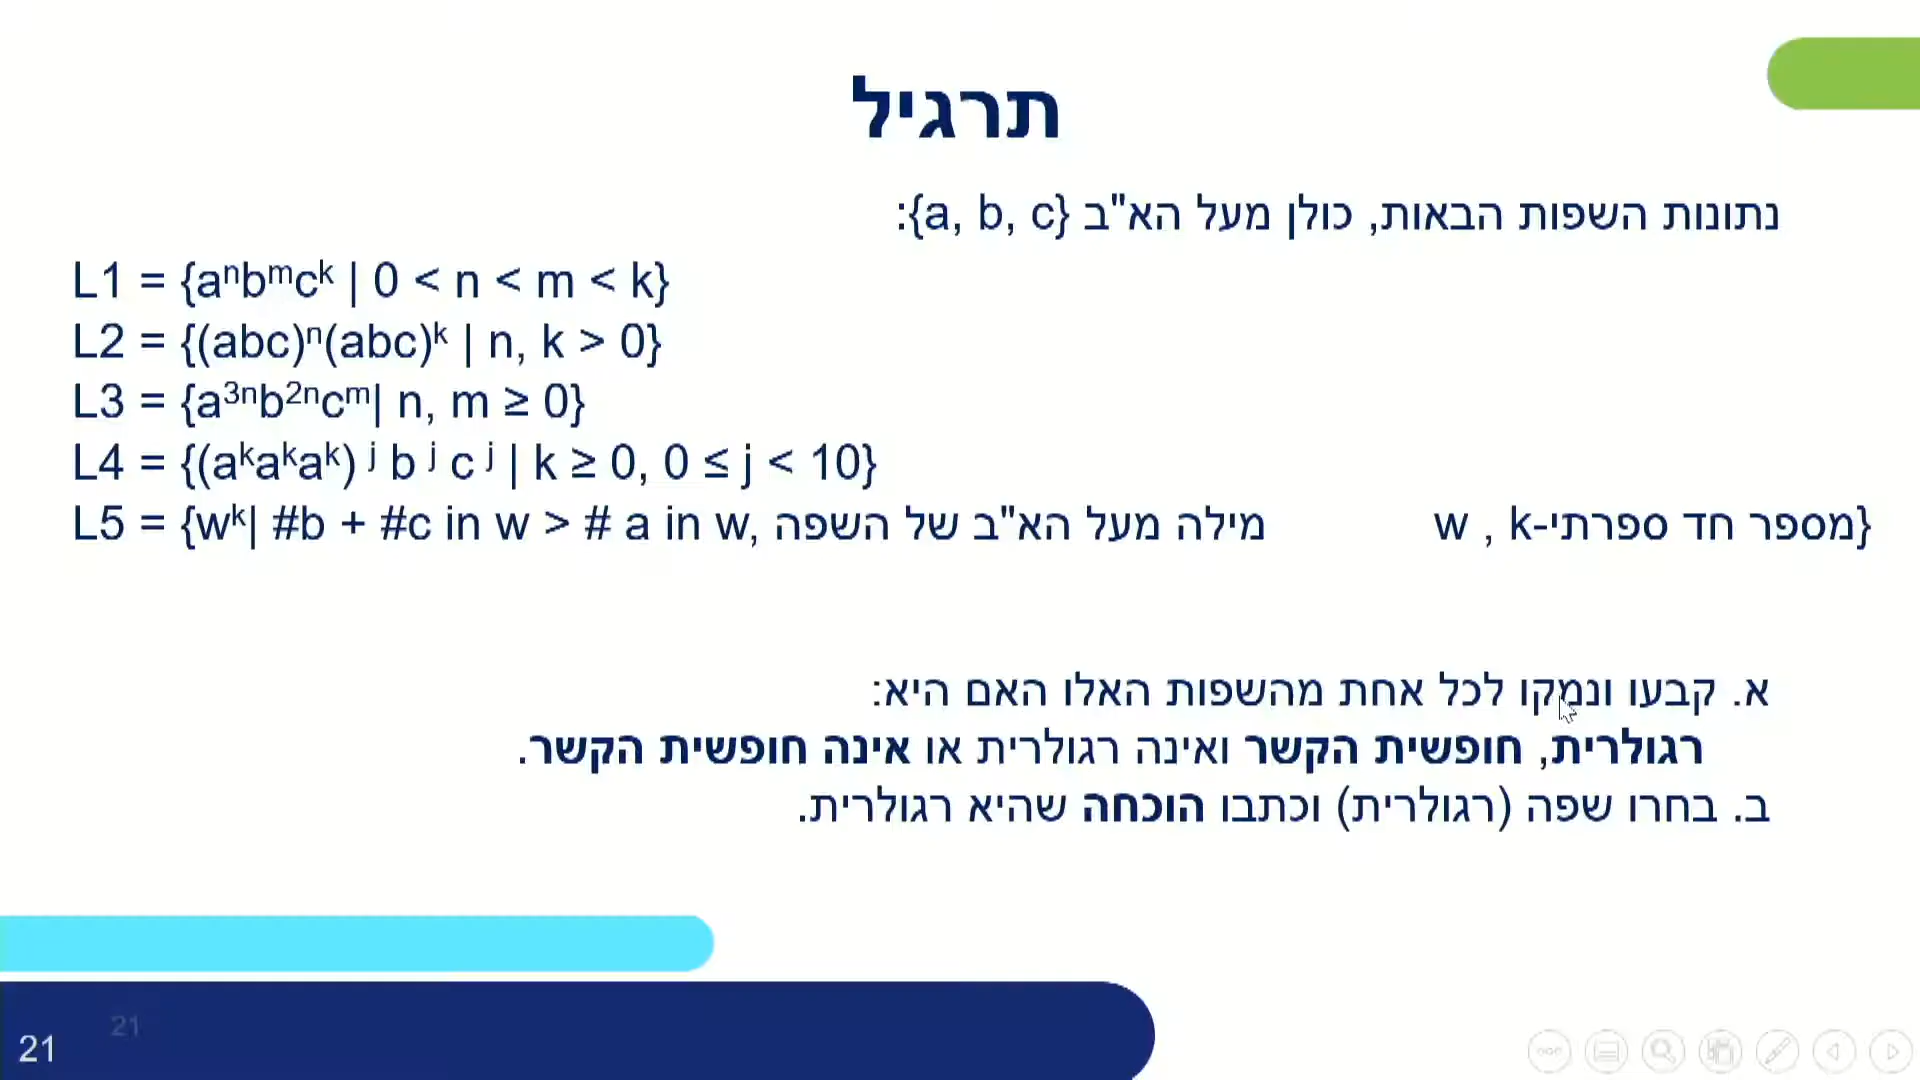 תרגיל
נתונות השפות הבאות, כולן מעל הא"ב {a, b, c}:
L1 = {aⁿbᵐcᵏ | 0 < n < m < k}
L2 = {(abc)ⁿ(abc)ᵏ | n, k > 0}
L3 = {a³ⁿb²ⁿcᵐ| n, m ≥ 0}
L4 = {(aᵏaᵏaᵏ) ʲ b ʲ c ʲ | k ≥ 0, 0 ≤ j < 10}
L5 = {wᵏ| #b + #c in w > # a in w, מילה מעל הא"ב של השפה w , k-מספר חד ספרתי}
א. קבעו ונמקו לכל אחת מהשפות האלו האם היא:
רגולרית, חופשית הקשר ואינה רגולרית או אינה חופשית הקשר.
ב. בחרו שפה (רגולרית) וכתבו הוכחה שהיא רגולרית.
21
21